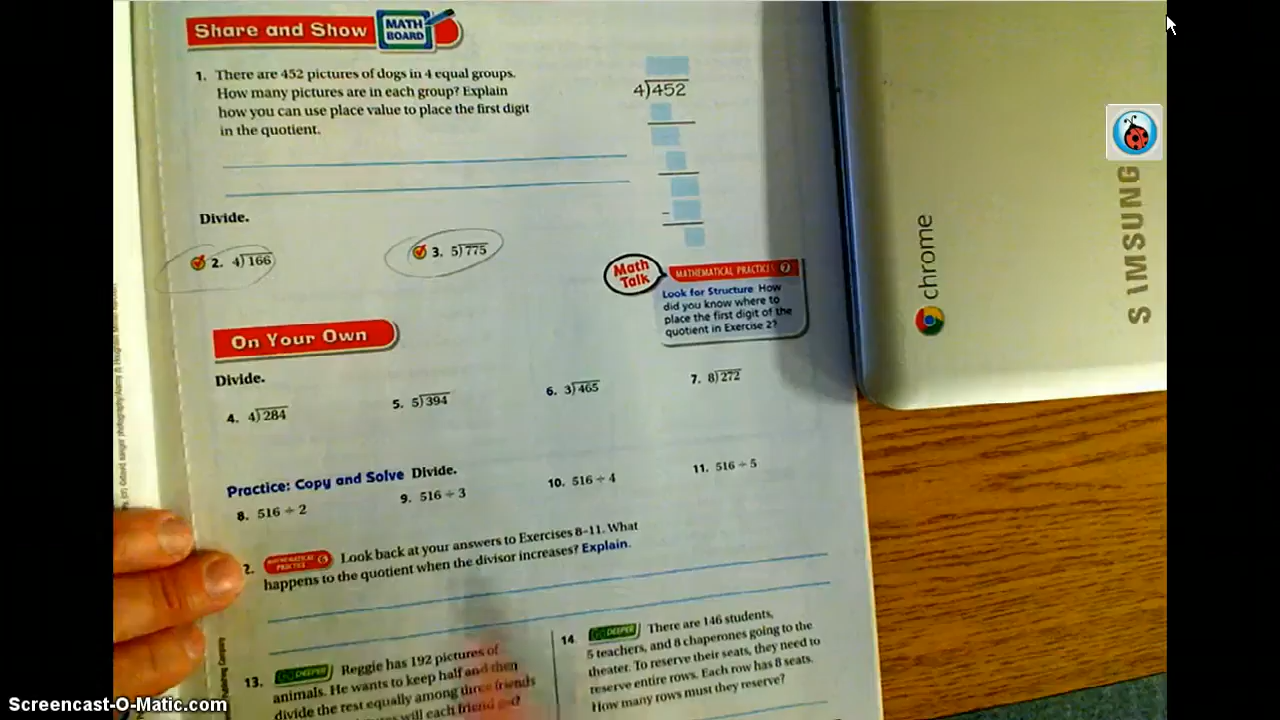 Share and Show MATH BOARD
1. There are 452 pictures of dogs in 4 equal groups.
How many pictures are in each group? Explain
how you can use place value to place the first digit
in the quotient.
4)452
Divide.
2. 4)166
3. 5)775
Math Talk
MATHEMATICAL PRACTICES 7
Look for Structure How
did you know where to
place the first digit of the
quotient in Exercise 2?
On Your Own
Divide.
4. 4)284
5. 5)394
6. 3)465
7. 8)272
Practice: Copy and Solve Divide.
8. 516 ÷ 2
9. 516 ÷ 3
10. 516 ÷ 4
11. 516 ÷ 5
2. MATHEMATICAL PRACTICE Look back at your answers to Exercises 8–11. What
happens to the quotient when the divisor increases? Explain.
13. DEEPER Reggie has 192 pictures of
animals. He wants to keep half and then
divide the rest equally among three friends
will each friend get?
14 DEEPER There are 146 students,
5 teachers, and 8 chaperones going to the
theater. To reserve their seats, they need to
reserve entire rows. Each row has 8 seats.
How many rows must they reserve?
chrome
SAMSUNG
Screencast-O-Matic.com